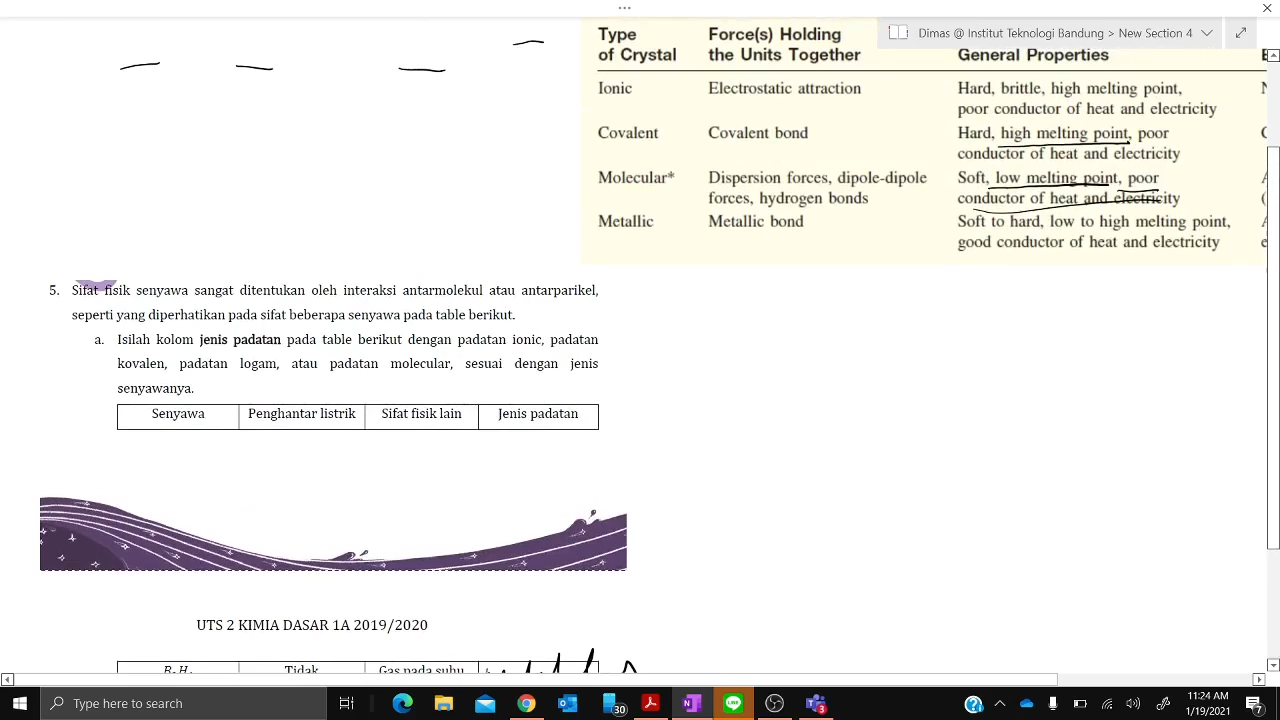 Dimas @ Institut Teknologi Bandung > New Section 4
Type of Crystal
Force(s) Holding the Units Together
General Properties
Ionic
Electrostatic attraction
Hard, brittle, high melting point,
poor conductor of heat and electricity
Covalent
Covalent bond
Hard, high melting point, poor
conductor of heat and electricity
Molecular*
Dispersion forces, dipole-dipole
forces, hydrogen bonds
Soft, low melting point, poor
conductor of heat and electricity
Metallic
Metallic bond
Soft to hard, low to high melting point,
good conductor of heat and electricity
5. Sifat fisik senyawa sangat ditentukan oleh interaksi antarmolekul atau antarparikel,
seperti yang diperhatikan pada sifat beberapa senyawa pada table berikut.
a. Isilah kolom jenis padatan pada table berikut dengan padatan ionic, padatan
kovalen, padatan logam, atau padatan molecular, sesuai dengan jenis
senyawanya.
Senyawa Penghantar listrik Sifat fisik lain Jenis padatan
UTS 2 KIMIA DASAR 1A 2019/2020
Tidak Gas pada suhu
Type here to search
30
3
11:24 AM
1/19/2021
7